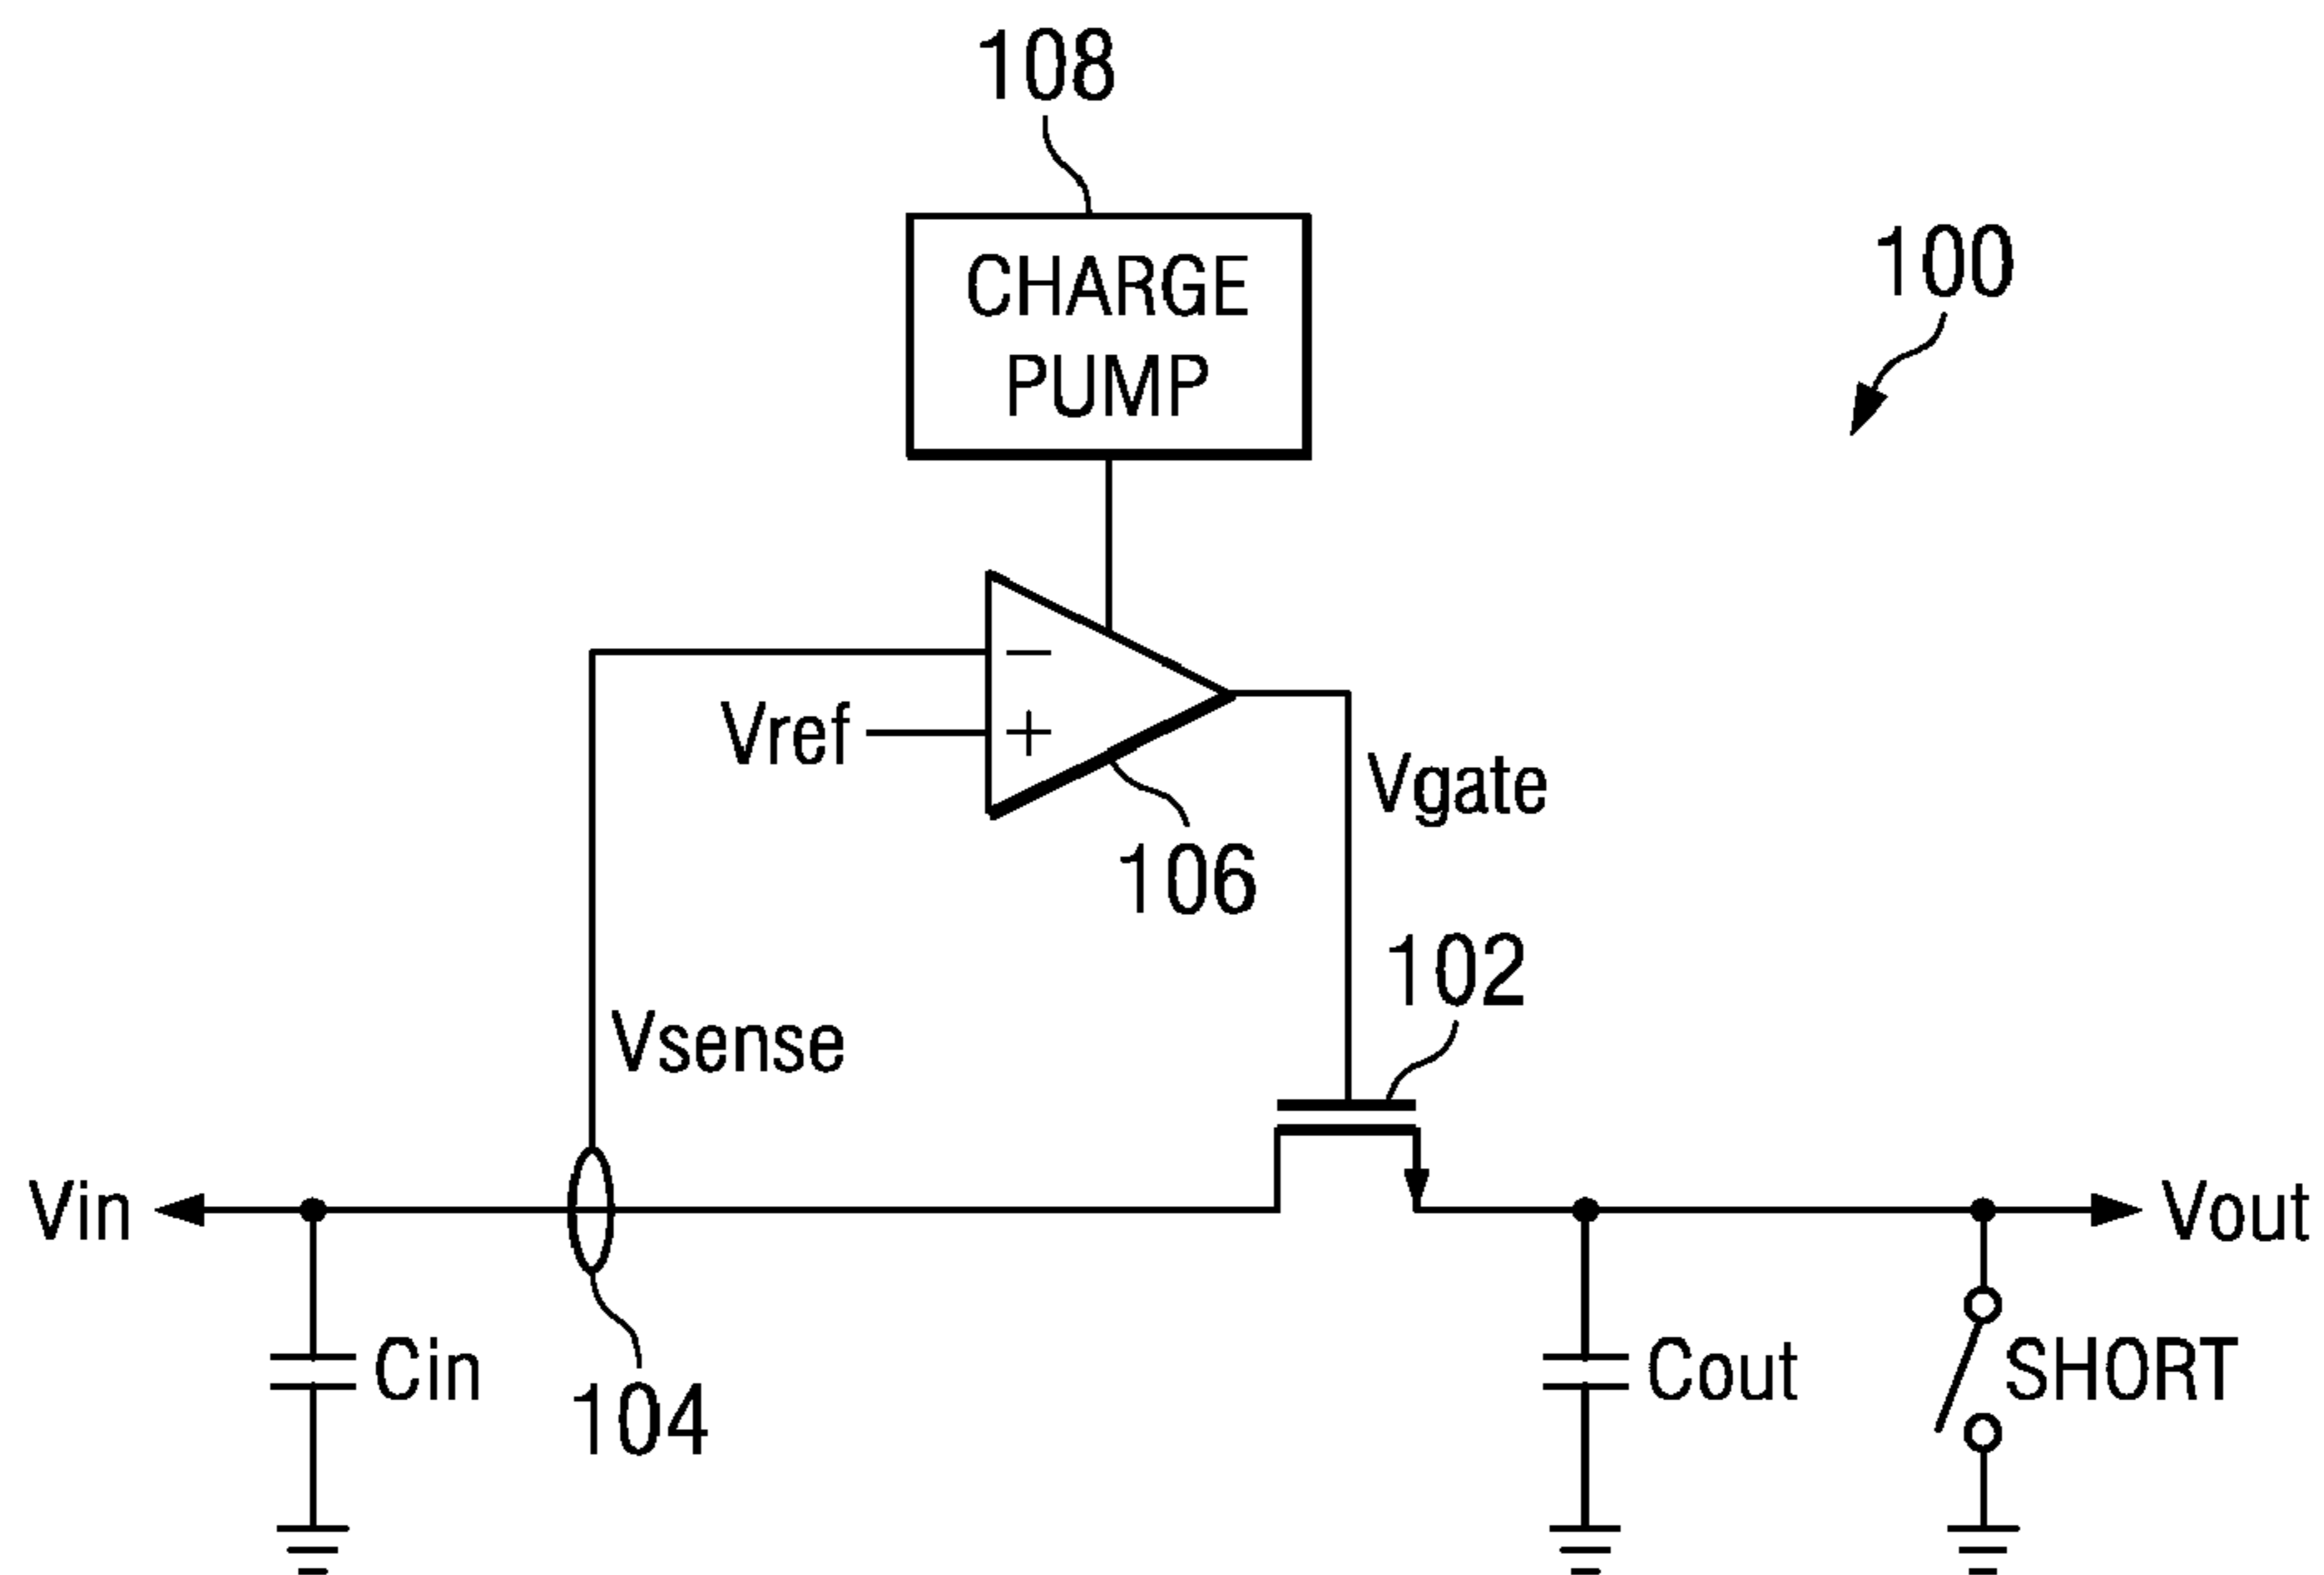 108
CHARGE
PUMP
100
−
Vref
+
Vgate
106
102
Vsense
Vin
Vout
Cin
Cout
SHORT
104